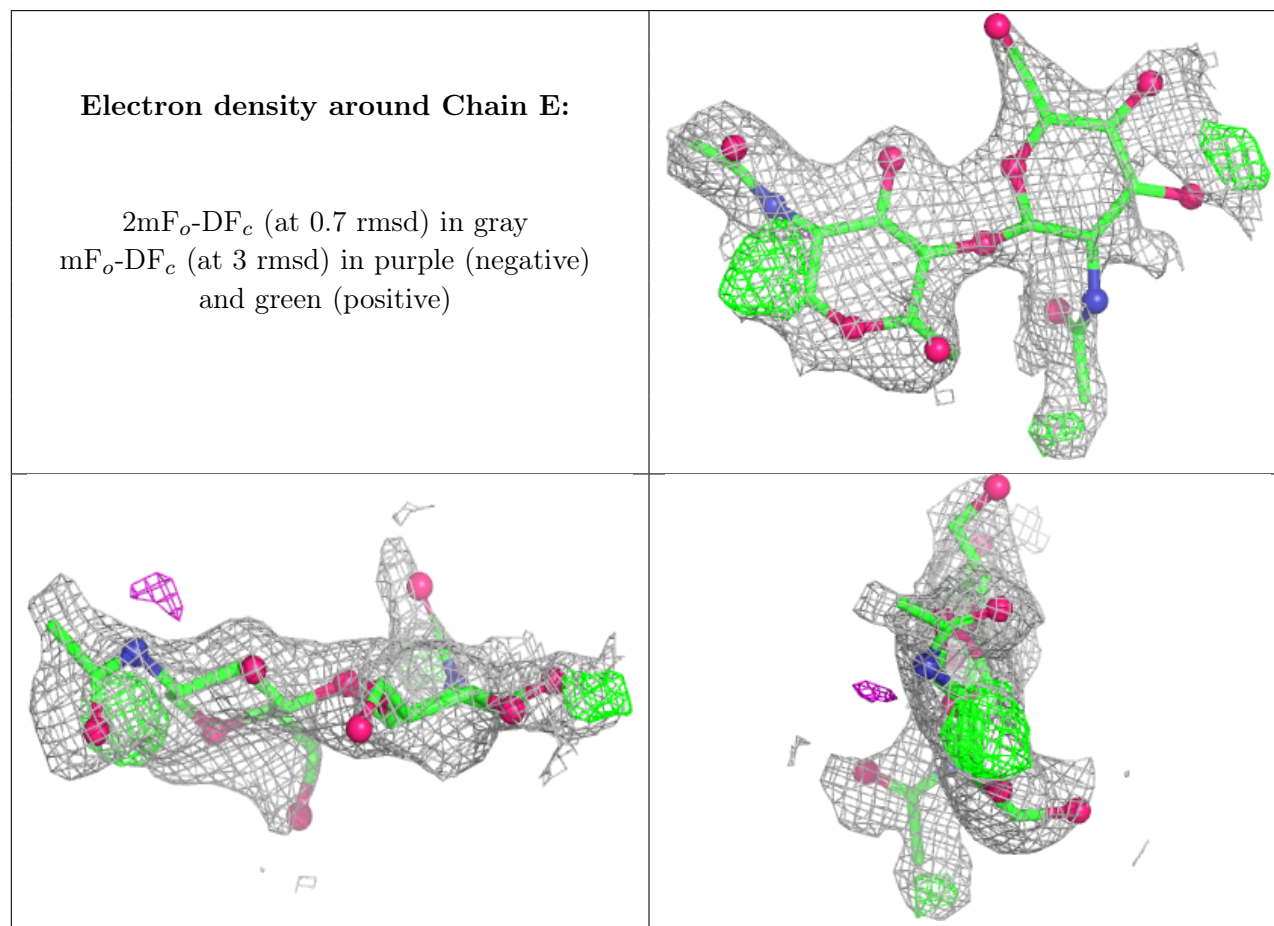 Electron density around Chain E:
2mFₒ-DF𝒸 (at 0.7 rmsd) in gray
mFₒ-DF𝒸 (at 3 rmsd) in purple (negative)
and green (positive)